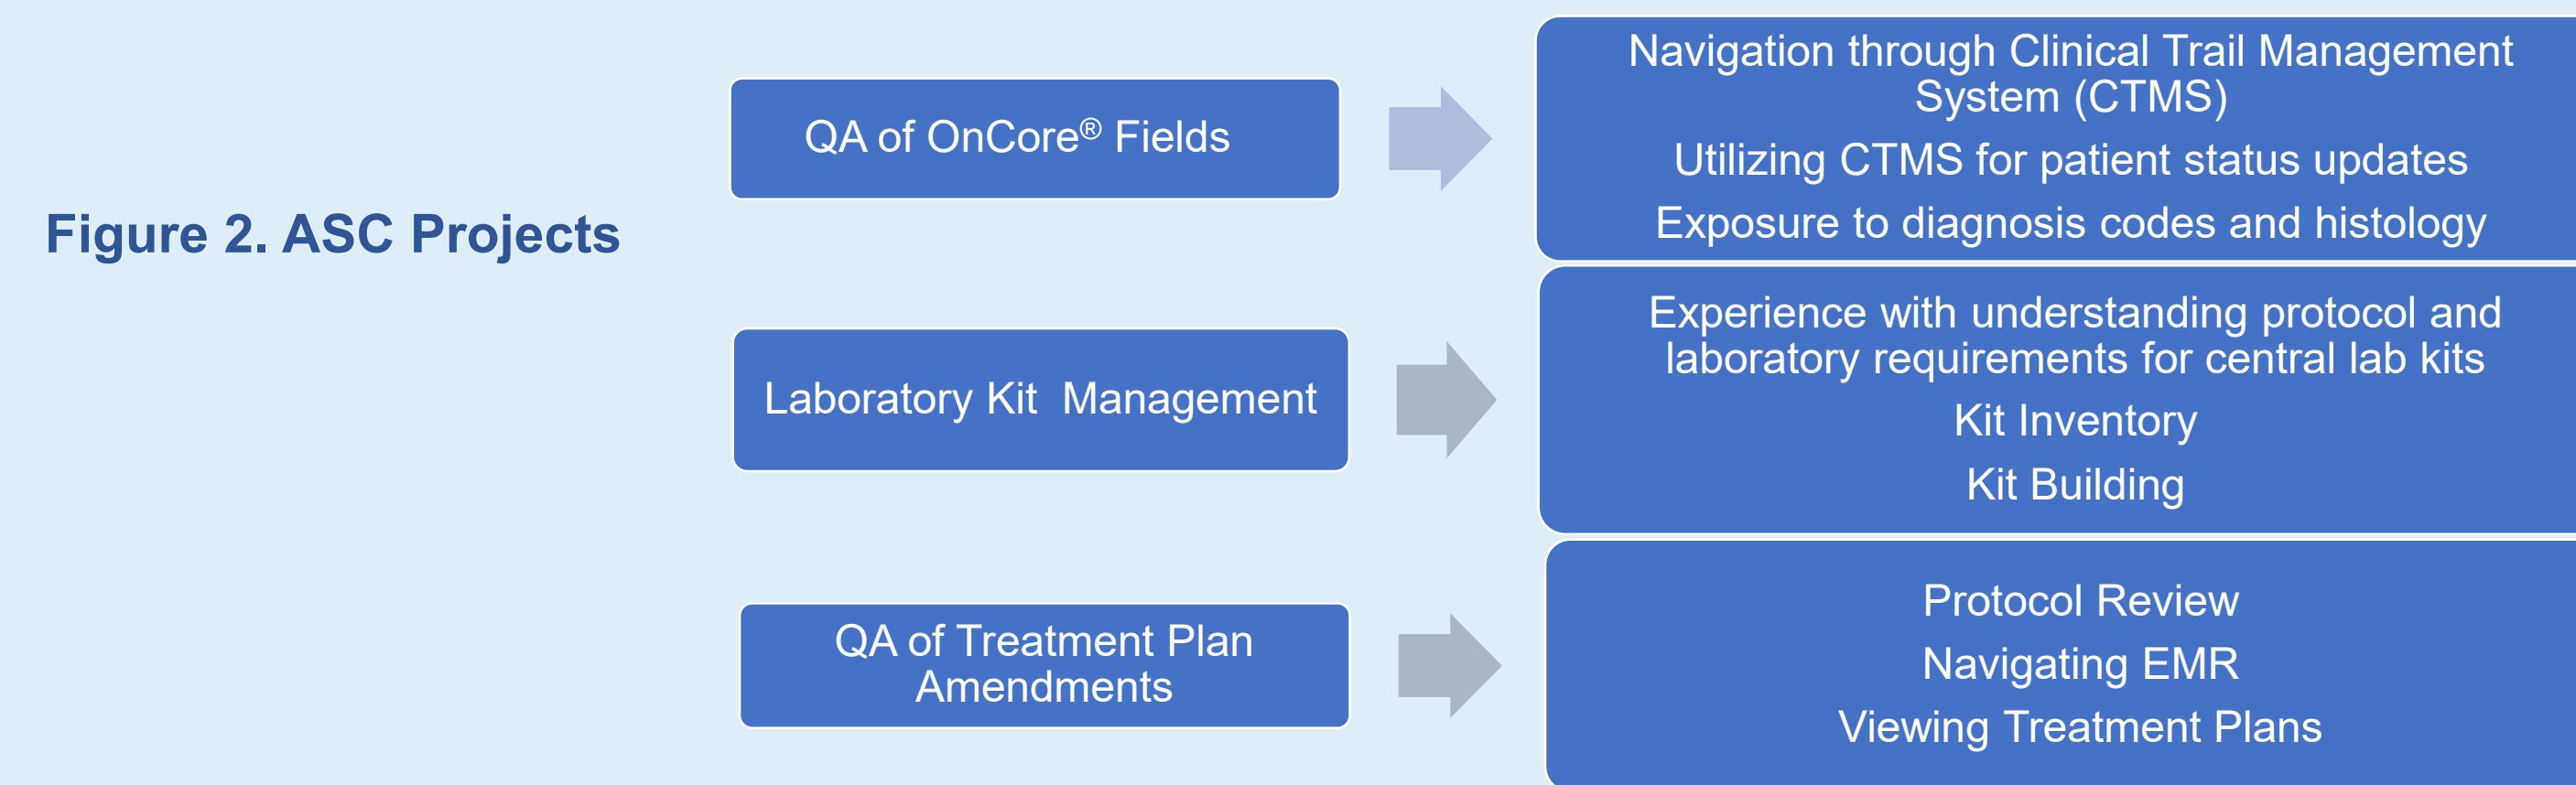 Figure 2. ASC Projects
QA of OnCore® Fields
Navigation through Clinical Trail Management
System (CTMS)
Utilizing CTMS for patient status updates
Exposure to diagnosis codes and histology
Laboratory Kit  Management
Experience with understanding protocol and
laboratory requirements for central lab kits
Kit Inventory
Kit Building
QA of Treatment Plan
Amendments
Protocol Review
Navigating EMR
Viewing Treatment Plans